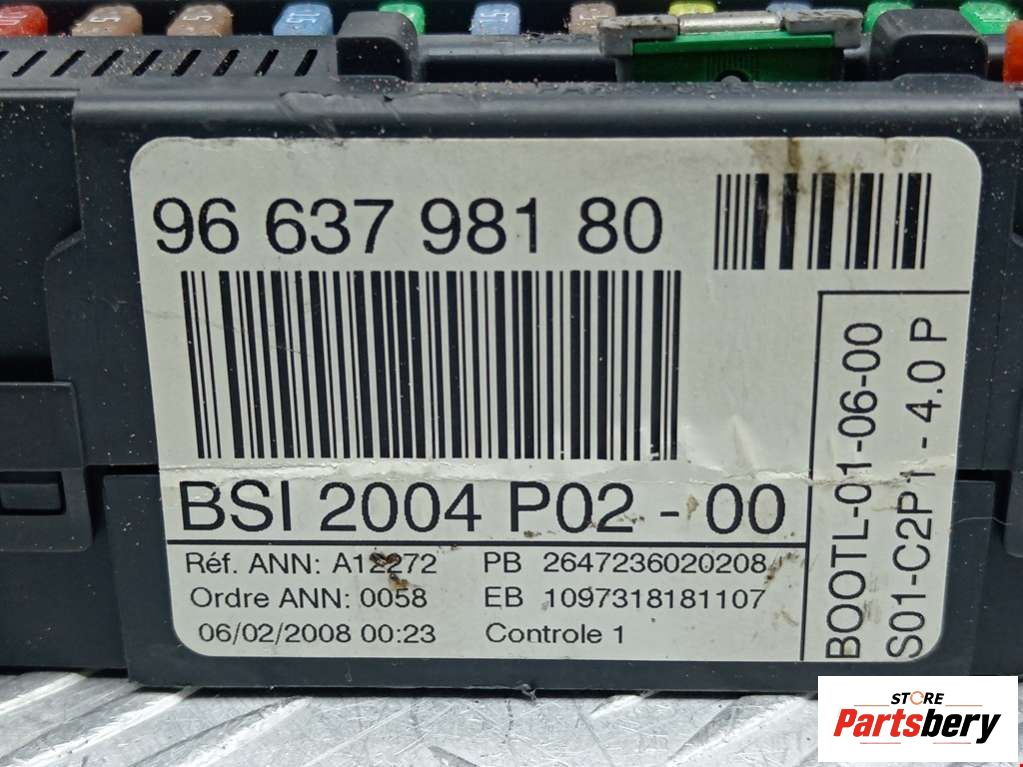 96 637 981 80
BSI 2004 P02 - 00
Réf. ANN: A12272 PB 2647236020208
Ordre ANN: 0058 EB 1097318181107
06/02/2008 00:23 Controle 1
BOOTL-01-06-00
S01-C2P1 - 4.0 P
STORE
Partsbery